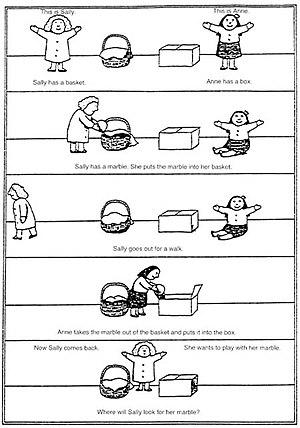 This is Sally.
This is Anne.
Sally has a basket.
Anne has a box.
Sally has a marble. She puts the marble into her basket.
Sally goes out for a walk.
Anne takes the marble out of the basket and puts it into the box.
Now Sally comes back.
She wants to play with her marble.
Where will Sally look for her marble?